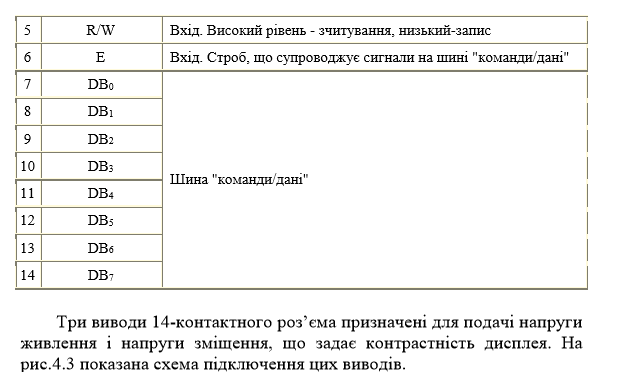 5 R/W Вхід. Високий рівень - зчитування, низький-запис
6 E Вхід. Строб, що супроводжує сигнали на шині "команди/дані"
7 DB0
8 DB1
9 DB2
10 DB3
Шина "команди/дані"
11 DB4
12 DB5
13 DB6
14 DB7
Три виводи 14-контактного роз’єма призначені для подачі напруги
живлення і напруги зміщення, що задає контрастність дисплея. На
рис.4.3 показана схема підключення цих виводів.